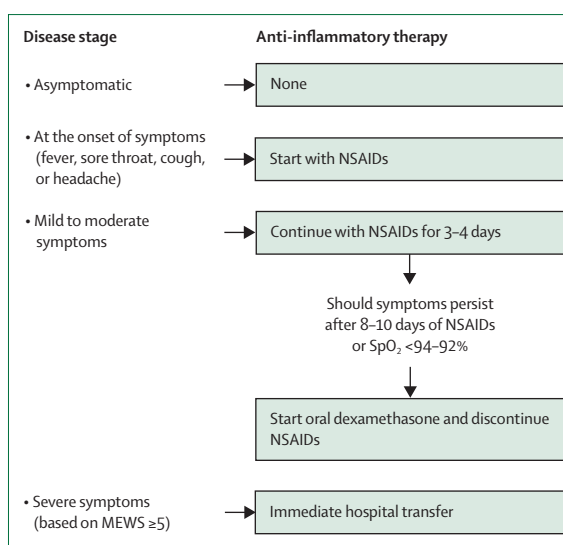 Disease stage
Anti-inflammatory therapy
• Asymptomatic
None
• At the onset of symptoms
(fever, sore throat, cough,
or headache)
Start with NSAIDs
• Mild to moderate
symptoms
Continue with NSAIDs for 3–4 days
Should symptoms persist
after 8–10 days of NSAIDs
or SpO₂ <94–92%
Start oral dexamethasone and discontinue
NSAIDs
• Severe symptoms
(based on MEWS ≥5)
Immediate hospital transfer